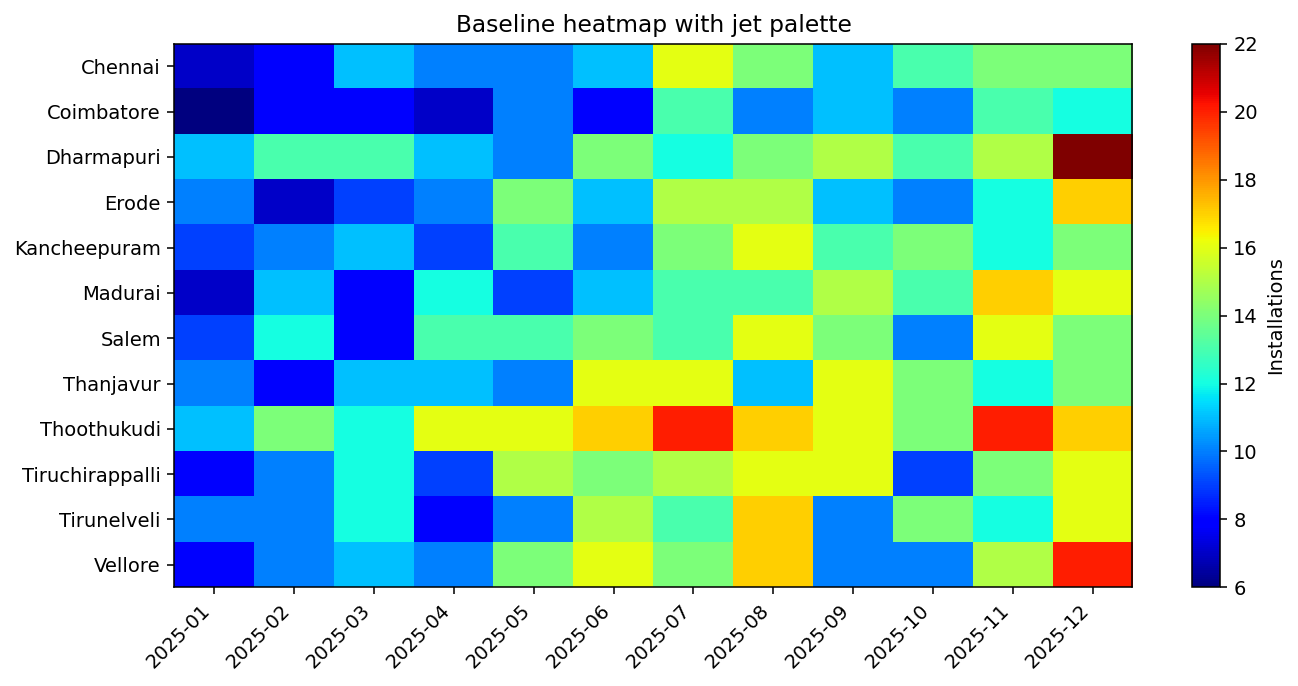 Baseline heatmap with jet palette
Chennai
Coimbatore
Dharmapuri
Erode
Kancheepuram
Madurai
Salem
Thanjavur
Thoothukudi
Tiruchirappalli
Tirunelveli
Vellore
2025-01
2025-02
2025-03
2025-04
2025-05
2025-06
2025-07
2025-08
2025-09
2025-10
2025-11
2025-12
22
20
18
16
14
12
10
8
6
Installations